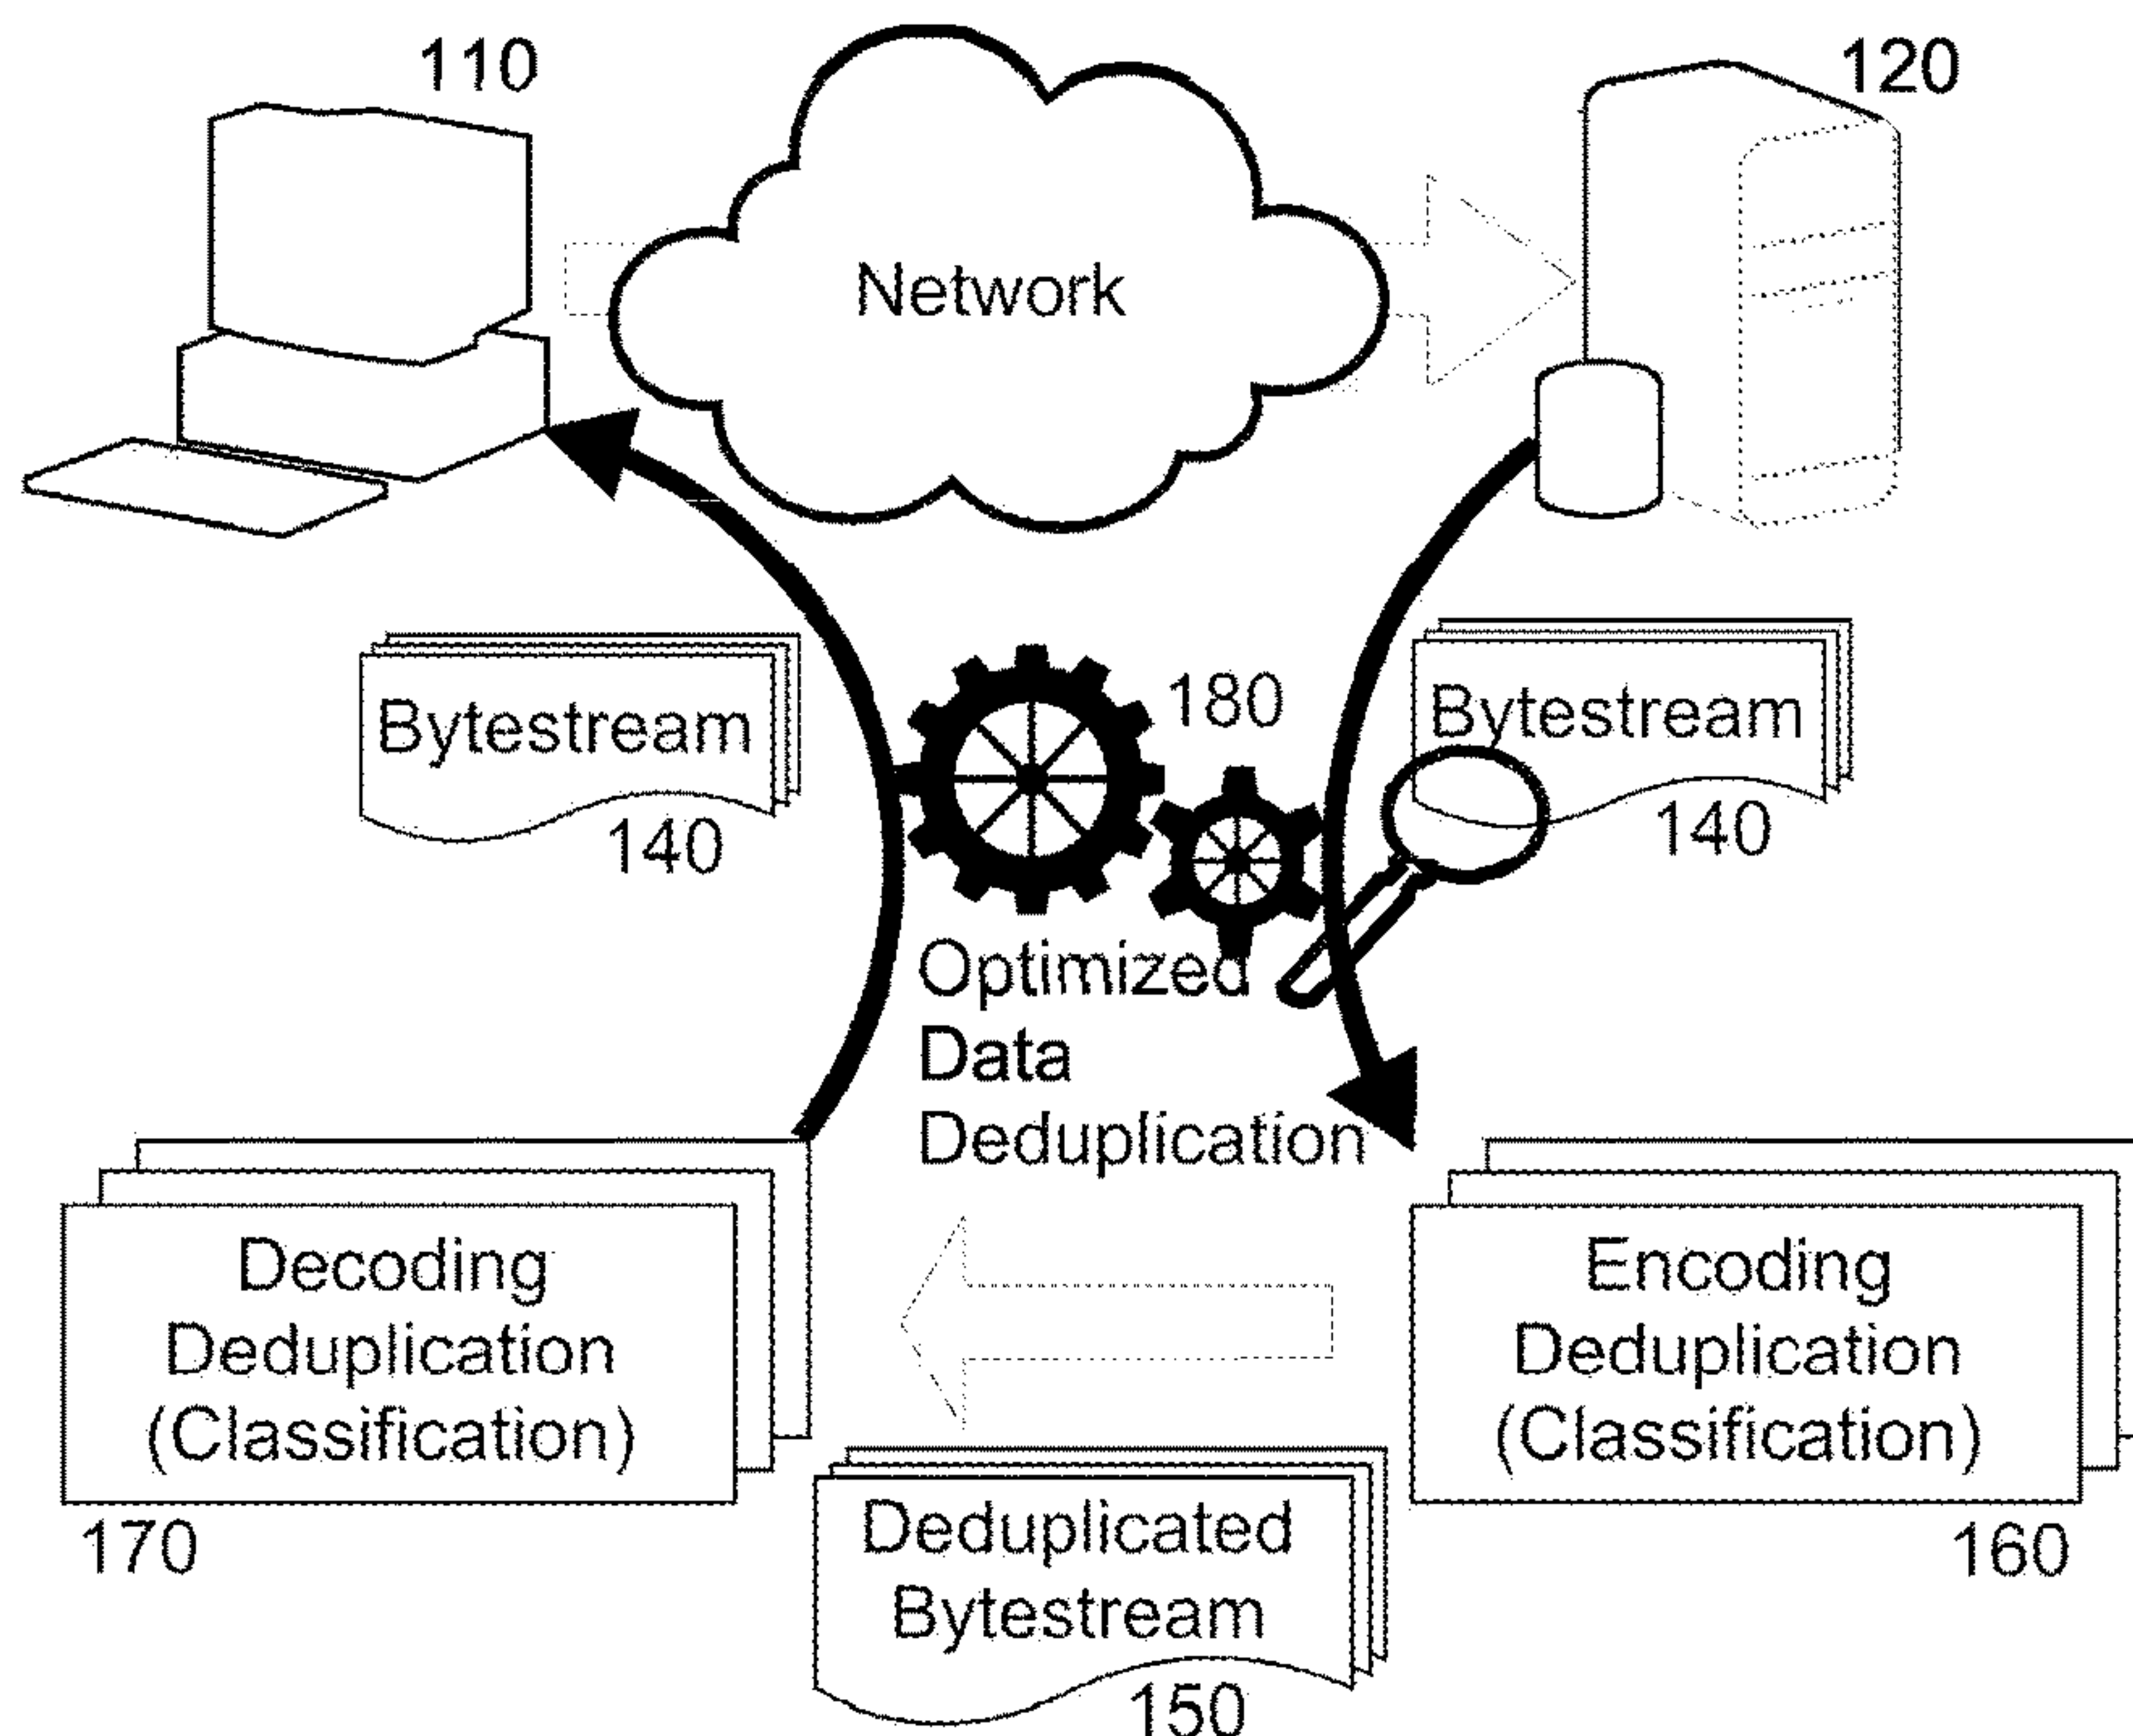 110
120
Network
180
Bytestream
Bytestream
140
140
Optimized
Data
Deduplication
Decoding
Deduplication
(Classification)
Encoding
Deduplication
(Classification)
170
Deduplicated
Bytestream
160
150